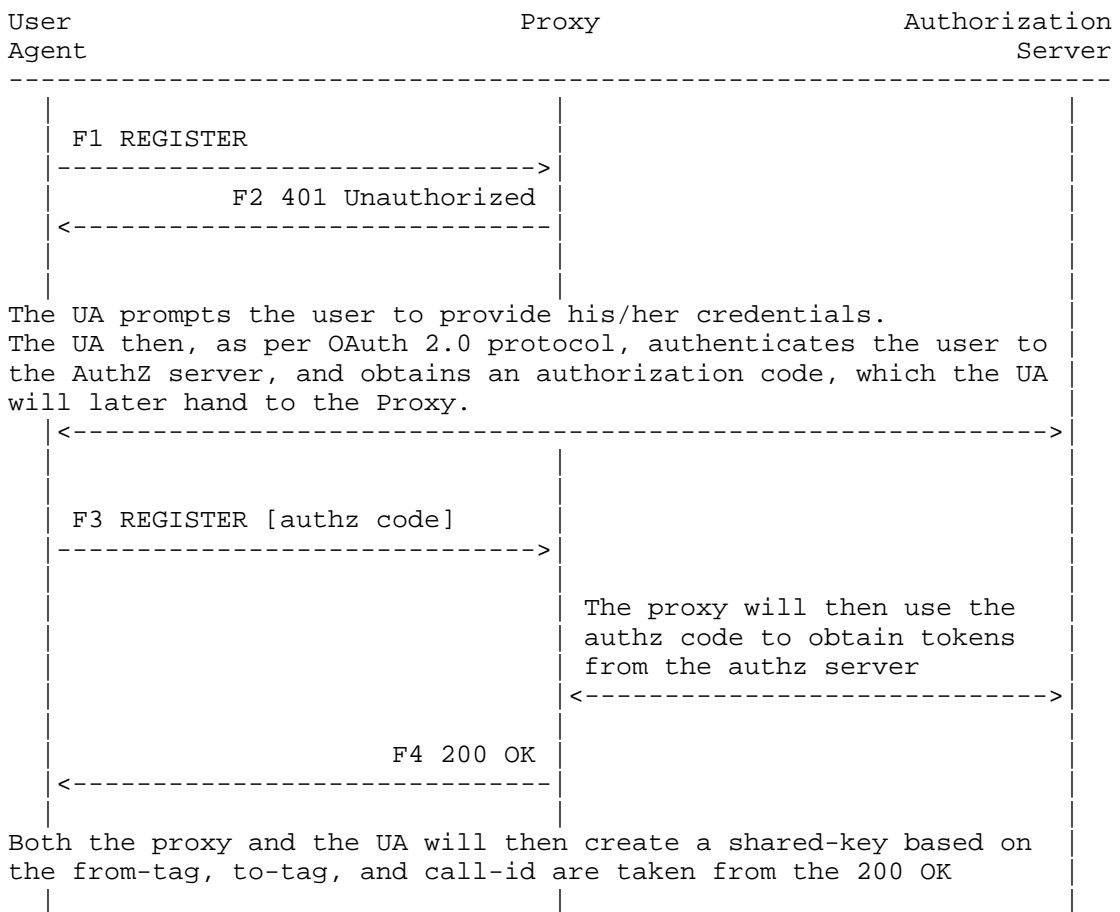 User Proxy Authorization
Agent Server
F1 REGISTER
F2 401 Unauthorized
The UA prompts the user to provide his/her credentials.
The UA then, as per OAuth 2.0 protocol, authenticates the user to
the AuthZ server, and obtains an authorization code, which the UA
will later hand to the Proxy.
F3 REGISTER [authz code]
The proxy will then use the
authz code to obtain tokens
from the authz server
F4 200 OK
Both the proxy and the UA will then create a shared-key based on
the from-tag, to-tag, and call-id are taken from the 200 OK